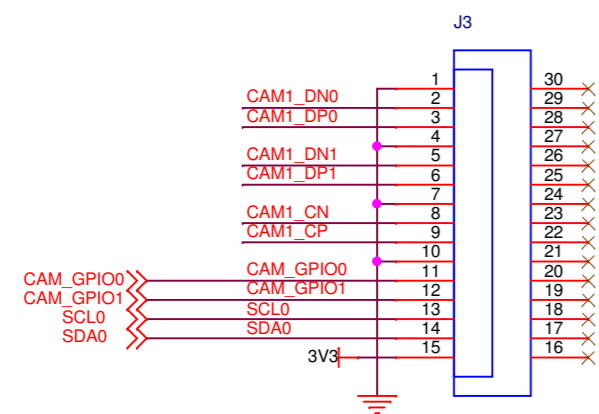 J3
1 30
CAM1_DN0 2 29
CAM1_DP0 3 28
4 27
CAM1_DN1 5 26
CAM1_DP1 6 25
7 24
CAM1_CN 8 23
CAM1_CP 9 22
10 21
CAM_GPIO0 CAM_GPIO0 11 20
CAM_GPIO1 CAM_GPIO1 12 19
SCL0 SCL0 13 18
SDA0 SDA0 14 17
3V3 15 16